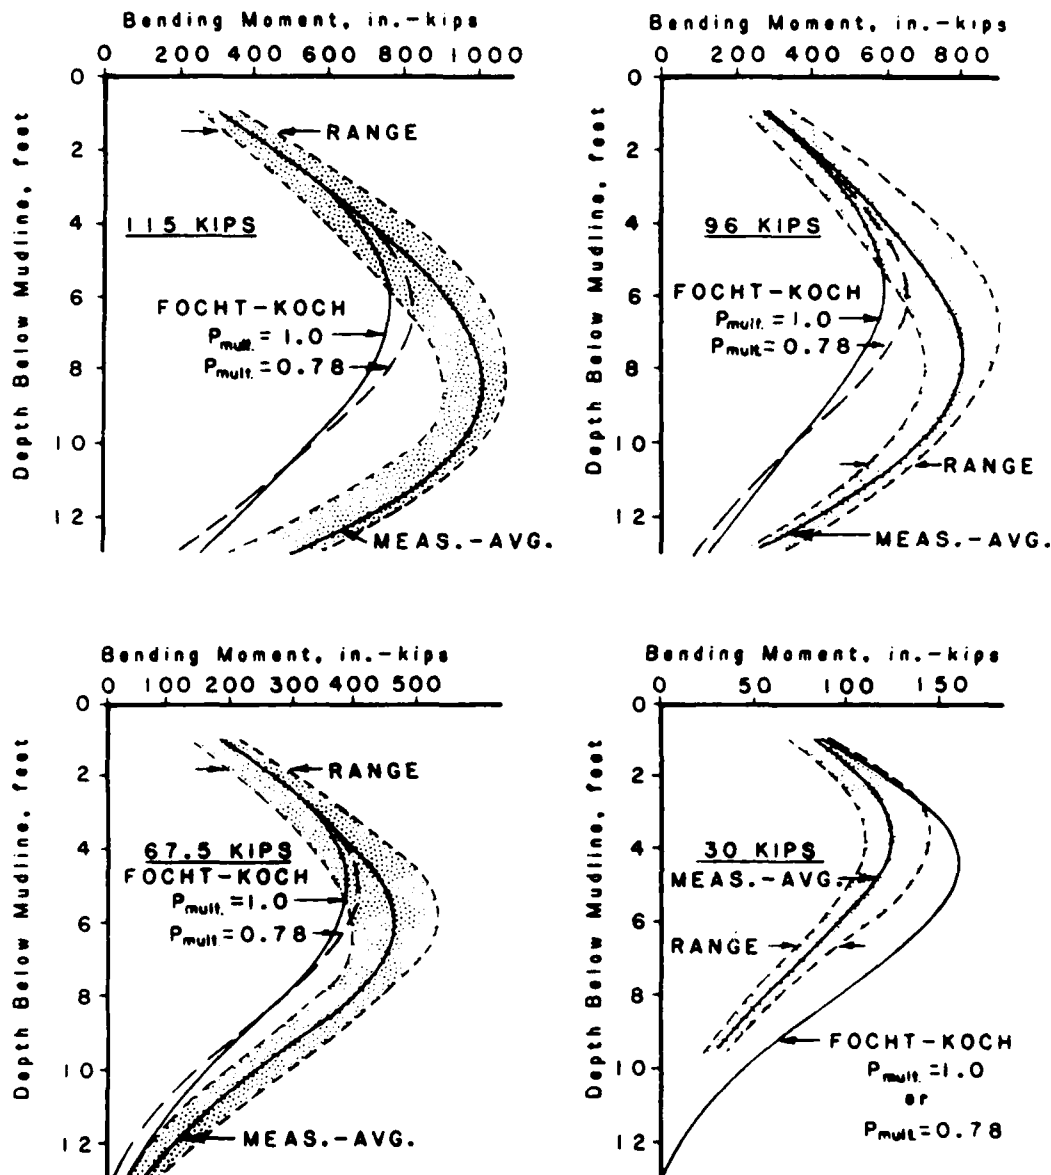 Bending Moment, in.-kips
0 200 400 600 800 1000
Depth Below Mudline, feet
0
2
4
6
8
10
12
RANGE
115 KIPS
FOCHT-KOCH
Pmult. = 1.0
Pmult. = 0.78
MEAS.-AVG.
Bending Moment, in.-kips
0 200 400 600 800
Depth Below Mudline, feet
0
2
4
6
8
10
12
96 KIPS
FOCHT-KOCH
Pmult. = 1.0
Pmult. = 0.78
RANGE
MEAS.-AVG.
Bending Moment, in.-kips
0 100 200 300 400 500
Depth Below Mudline, feet
0
2
4
6
8
10
12
RANGE
67.5 KIPS
FOCHT-KOCH
Pmult. = 1.0
Pmult. = 0.78
MEAS.-AVG.
Bending Moment, in.-kips
0 50 100 150
Depth Below Mudline, feet
0
2
4
6
8
10
12
30 KIPS
MEAS.-AVG.
RANGE
FOCHT-KOCH
Pmult. = 1.0
or
Pmult. = 0.78